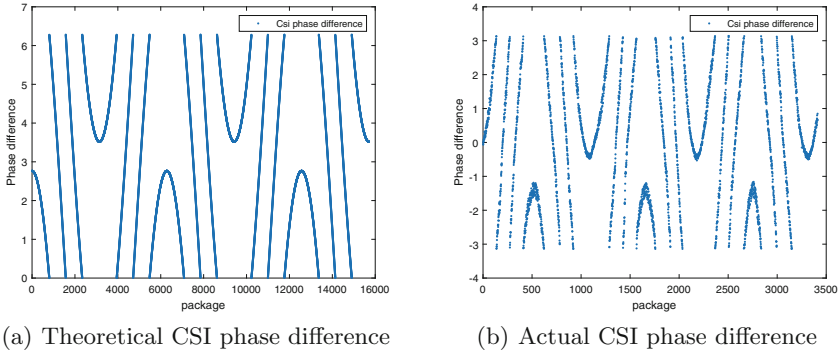 7
6
5
4
3
2
1
0
Phase difference
Csi phase difference
0 2000 4000 6000 8000 10000 12000 14000 16000
package
(a) Theoretical CSI phase difference
4
3
2
1
0
-1
-2
-3
-4
Phase difference
Csi phase difference
0 500 1000 1500 2000 2500 3000 3500
package
(b) Actual CSI phase difference